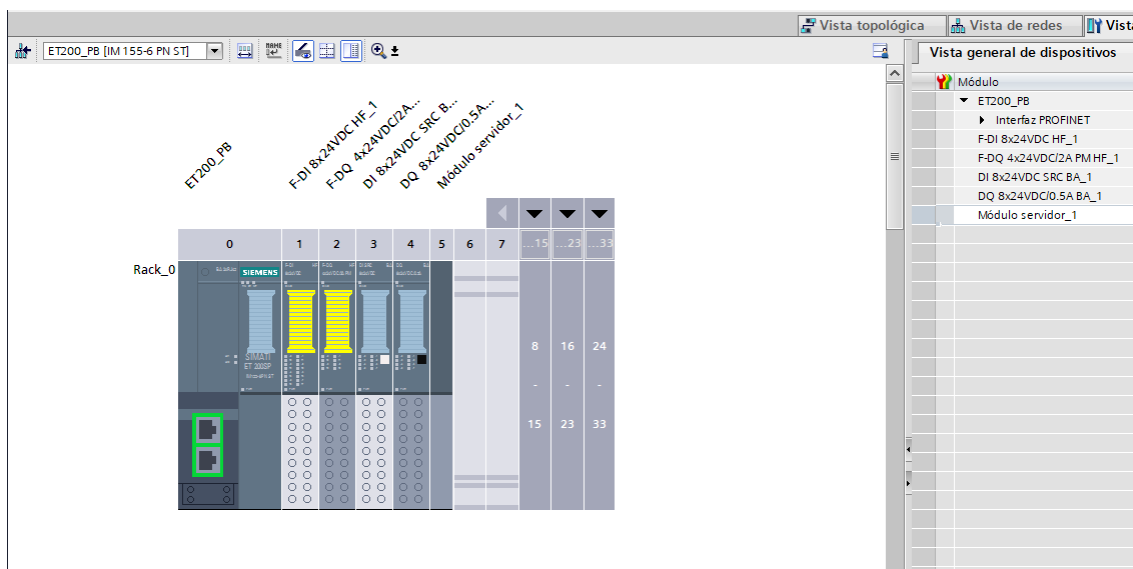 Vista topológica
Vista de redes
ET200_PB [IM 155-6 PN ST]
NAME
Vista general de dispositivos
ET200_PB
F-DI 8x24VDC HF_1
F-DQ 4x24VDC/2A...
DI 8x24VDC SRC B...
DQ 8x24VDC/0.5A...
Módulo servidor_1
0 1 2 3 4 5 6 7 ...15 ...23 ...33
Rack_0
SIEMENS
ET 200SP
8 16 24
- - -
15 23 33
Módulo
ET200_PB
Interfaz PROFINET
F-DI 8x24VDC HF_1
F-DQ 4x24VDC/2A PM HF_1
DI 8x24VDC SRC BA_1
DQ 8x24VDC/0.5A BA_1
Módulo servidor_1